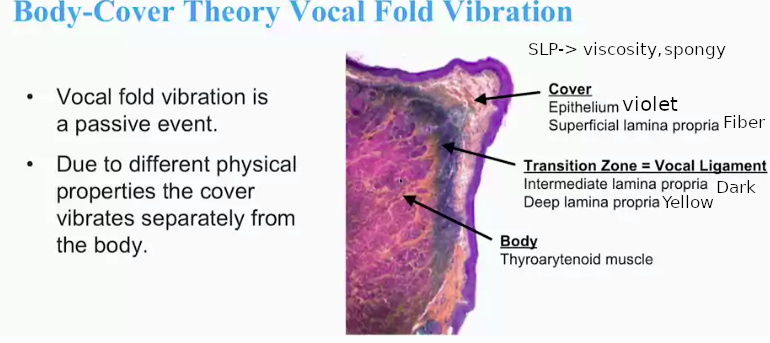 Body-Cover Theory Vocal Fold Vibration
• Vocal fold vibration is
a passive event.
• Due to different physical
properties the cover
vibrates separately from
the body.
SLP-> viscosity,spongy
Cover
Epithelium violet
Superficial lamina propria Fiber
Transition Zone = Vocal Ligament
Intermediate lamina propria Dark
Deep lamina propria Yellow
Body
Thyroarytenoid muscle